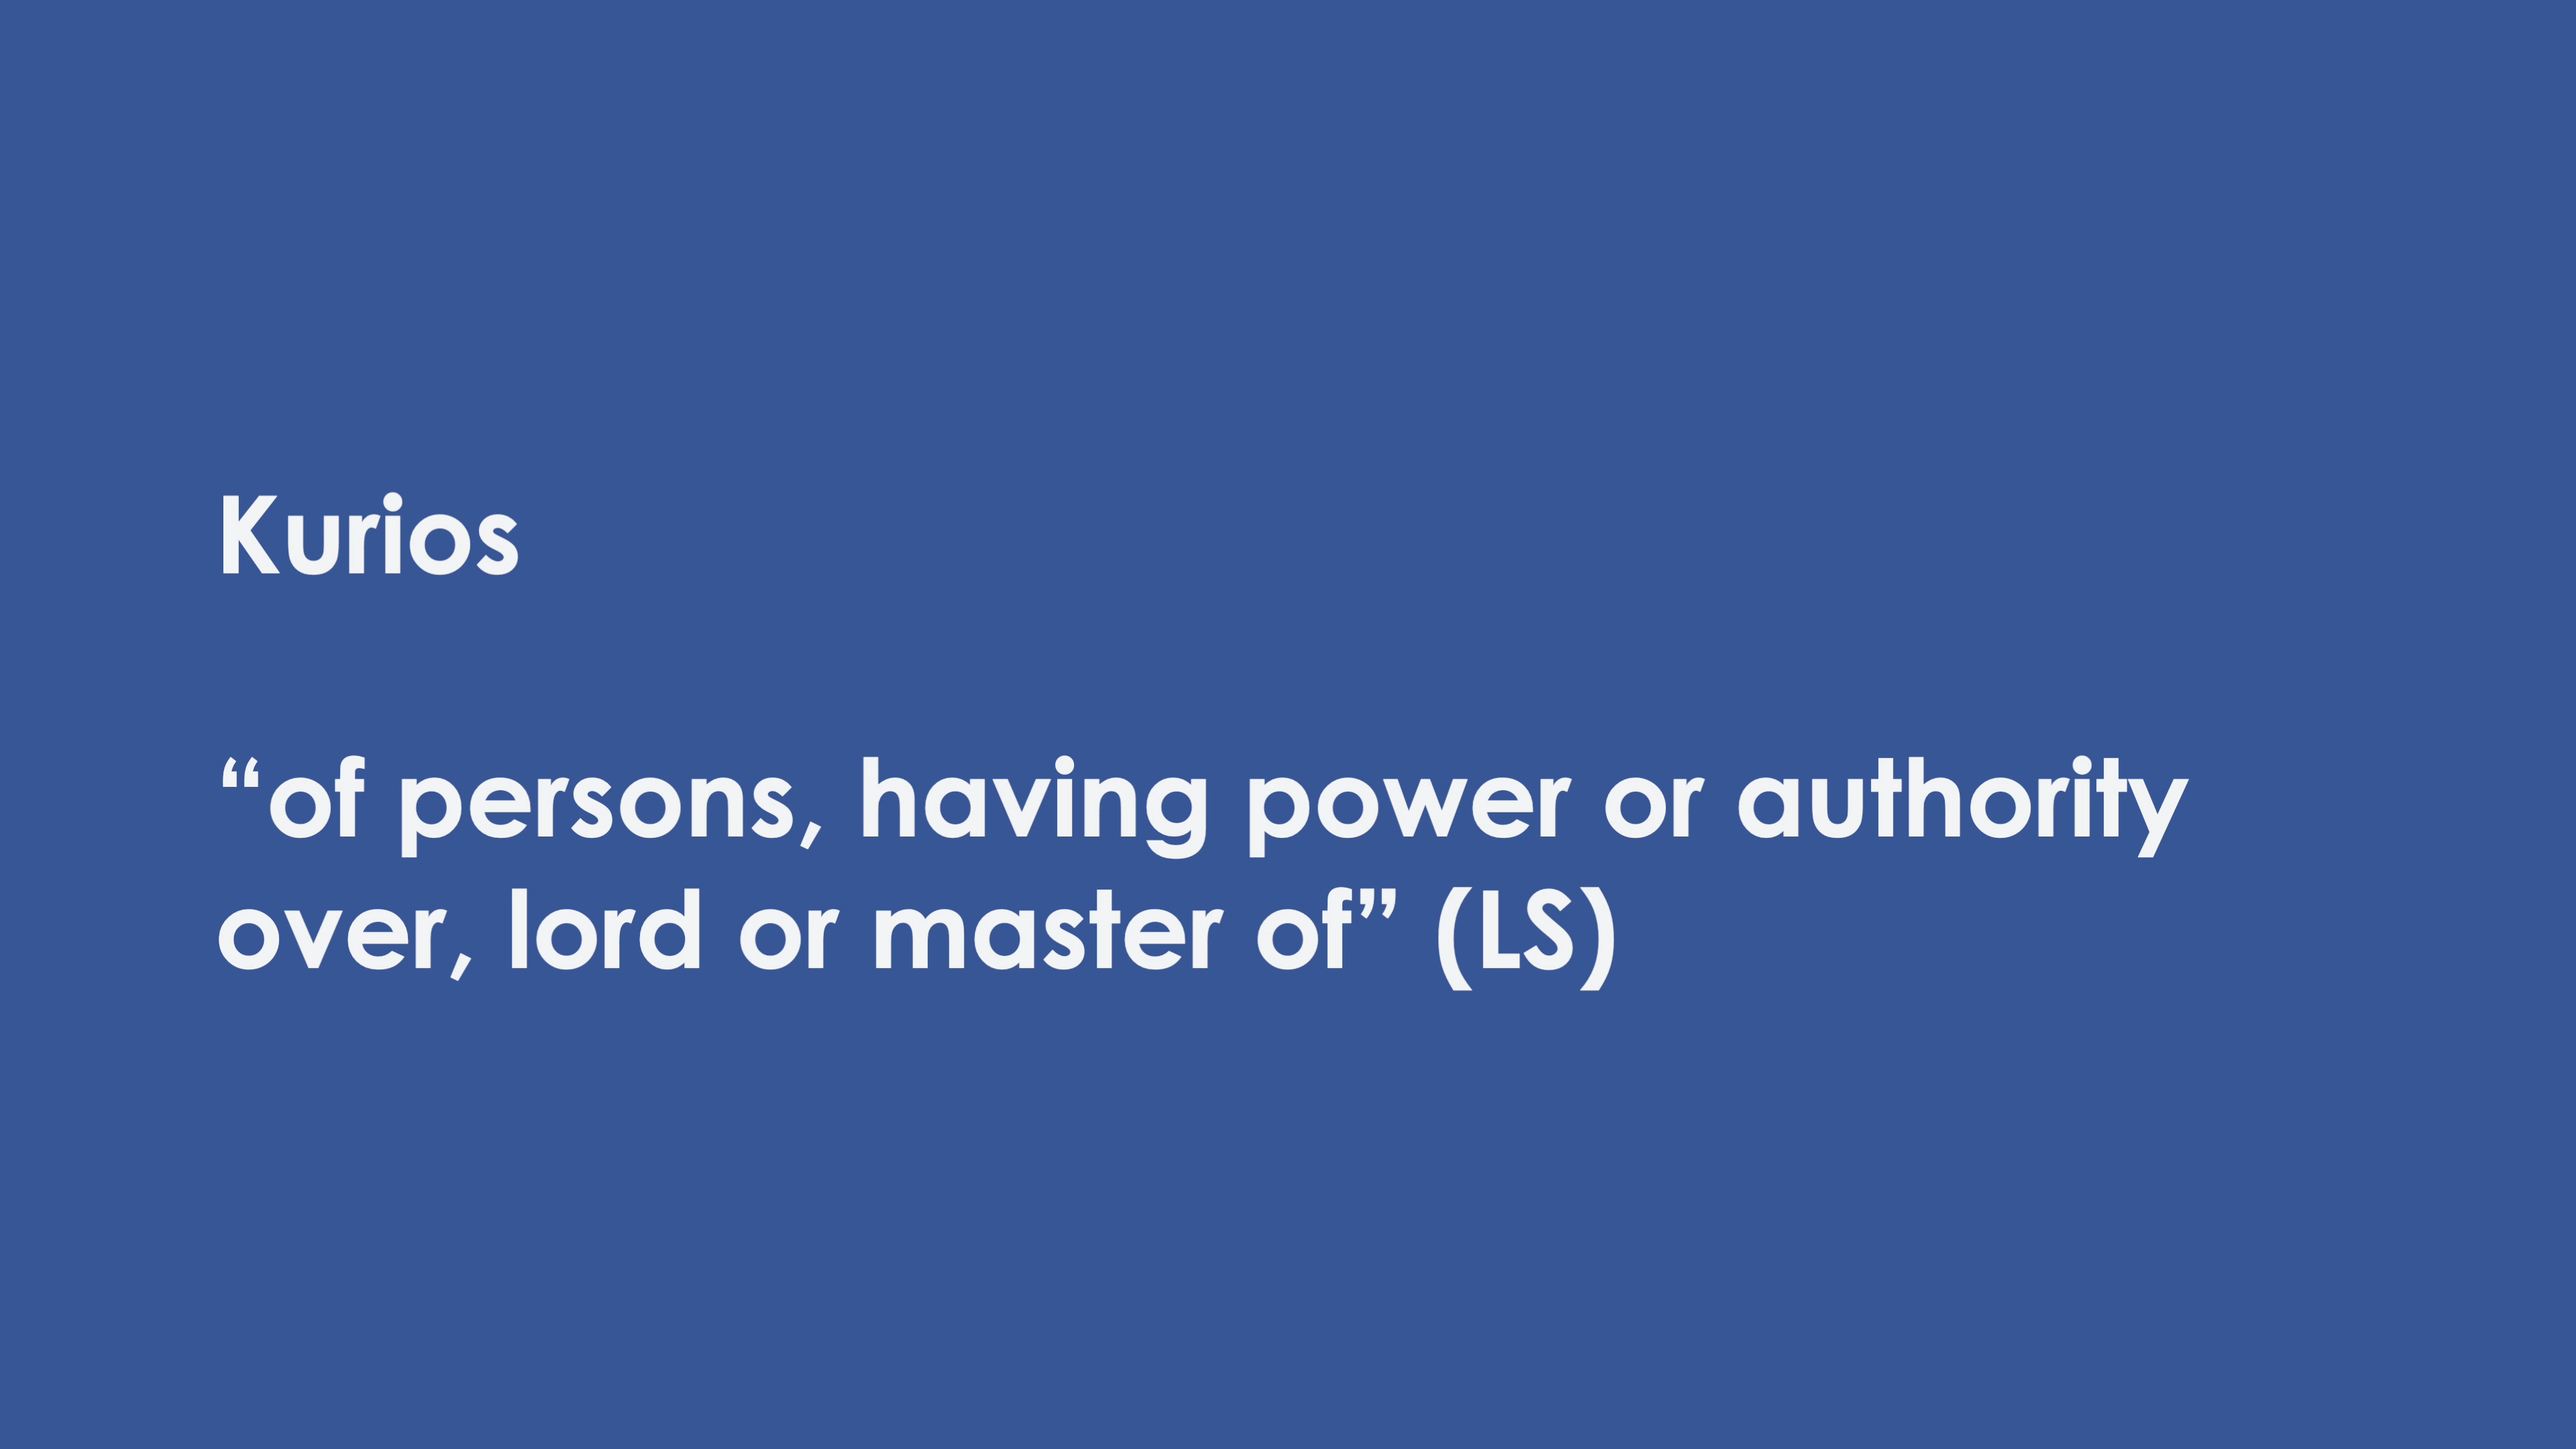 Kurios
“of persons, having power or authority
over, lord or master of” (LS)